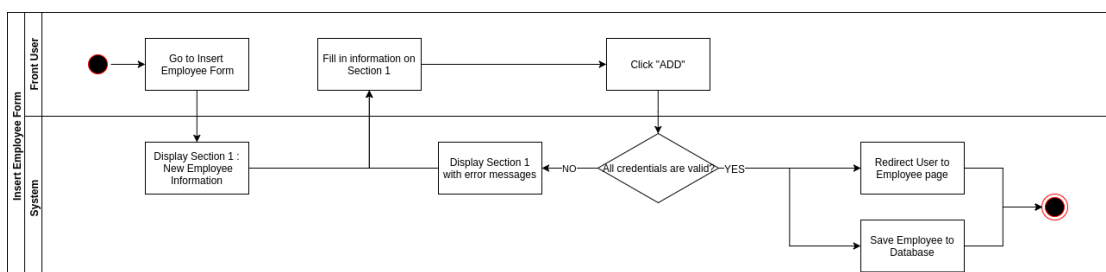 Insert Employee Form
Front User
Go to Insert
Employee Form
Fill in information on
Section 1
Click "ADD"
System
Display Section 1 :
New Employee
Information
Display Section 1
with error messages
NO
All credentials are valid?
YES
Redirect User to
Employee page
Save Employee to
Database